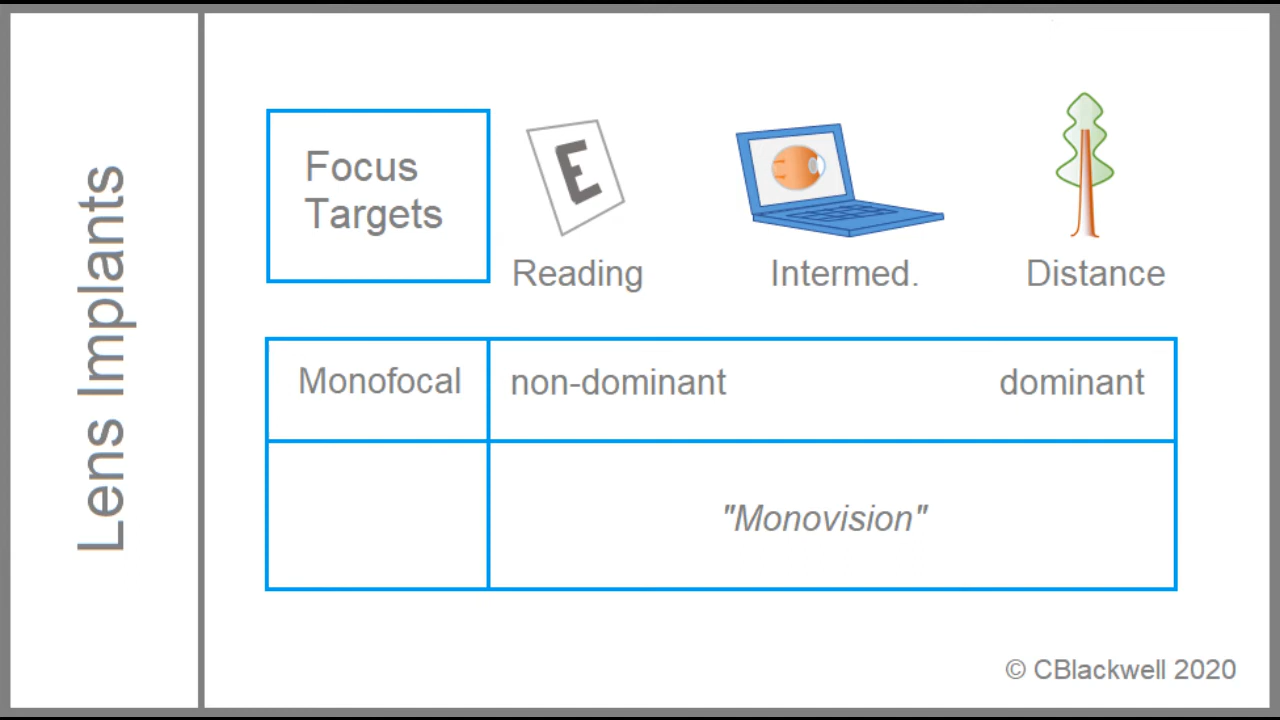 Lens Implants
Focus
Targets
E
Reading
Intermed.
Distance
Monofocal
non-dominant
dominant
"Monovision"
© CBlackwell 2020